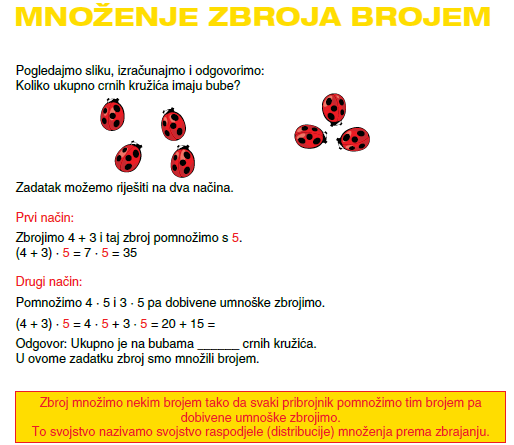 MNOŽENJE ZBROJA BROJEM
Pogledajmo sliku, izračunajmo i odgovorimo:
Koliko ukupno crnih kružića imaju bube?
Zadatak možemo riješiti na dva načina.
Prvi način:
Zbrojimo 4 + 3 i taj zbroj pomnožimo s 5.
(4 + 3) · 5 = 7 · 5 = 35
Drugi način:
Pomnožimo 4 · 5 i 3 · 5 pa dobivene umnoške zbrojimo.
(4 + 3) · 5 = 4 · 5 + 3 · 5 = 20 + 15 =
Odgovor: Ukupno je na bubama ______ crnih kružića.
U ovome zadatku zbroj smo množili brojem.
Zbroj množimo nekim brojem tako da svaki pribrojnik pomnožimo tim brojem pa
dobivene umnoške zbrojimo.
To svojstvo nazivamo svojstvo raspodjele (distribucije) množenja prema zbrajanju.